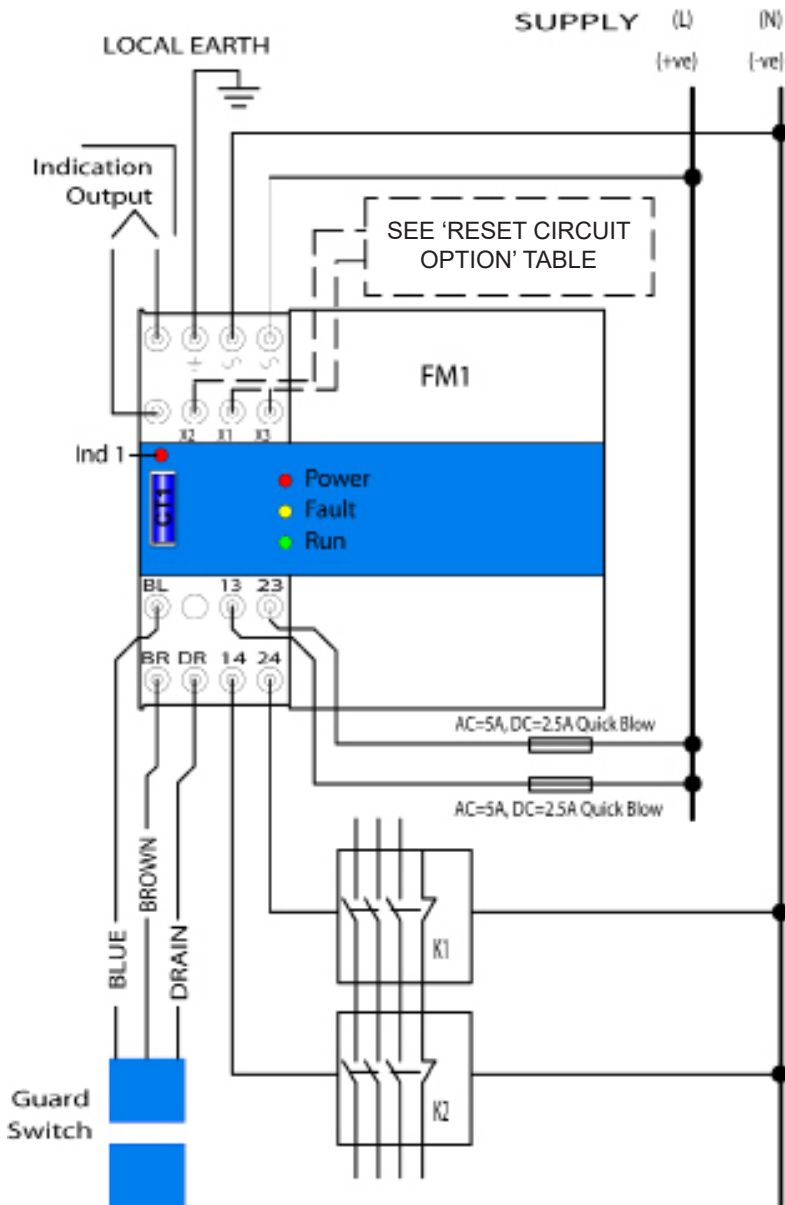 SUPPLY (L) (N)
(+ve) (-ve)
LOCAL EARTH
Indication
Output
SEE ‘RESET CIRCUIT
OPTION’ TABLE
FM1
X2 X1 X3
Ind 1
CT1
Power
Fault
Run
BL 13 23
BR DR 14 24
AC=5A, DC=2.5A Quick Blow
AC=5A, DC=2.5A Quick Blow
BLUE
BROWN
DRAIN
K1
K2
Guard
Switch